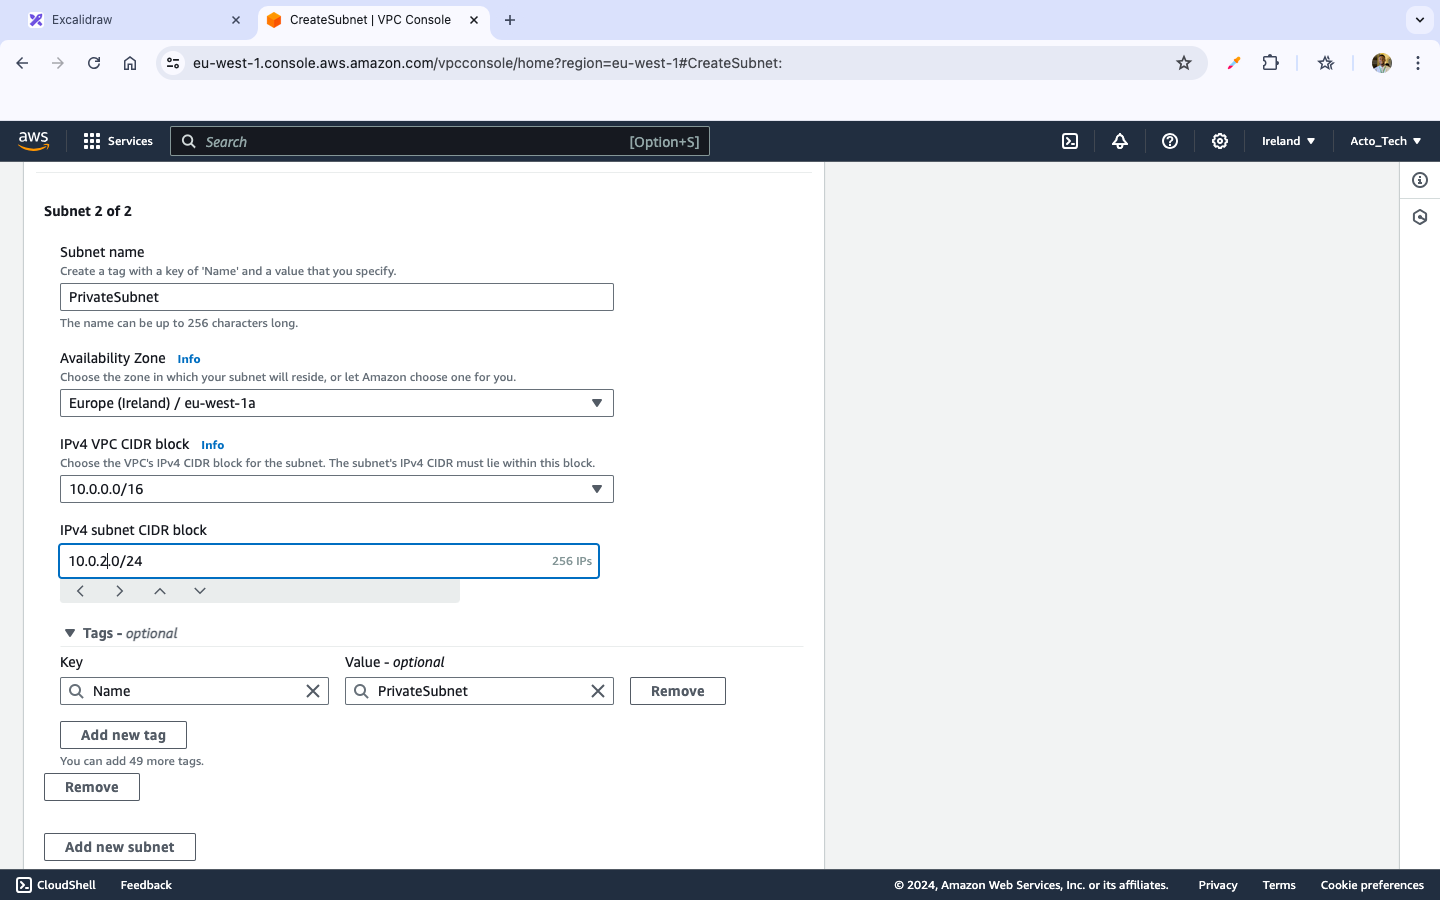 Excalidraw
CreateSubnet | VPC Console
eu-west-1.console.aws.amazon.com/vpcconsole/home?region=eu-west-1#CreateSubnet:
aws
Services
Search
[Option+S]
Ireland
Acto_Tech
Subnet 2 of 2
Subnet name
Create a tag with a key of 'Name' and a value that you specify.
PrivateSubnet
The name can be up to 256 characters long.
Availability Zone Info
Choose the zone in which your subnet will reside, or let Amazon choose one for you.
Europe (Ireland) / eu-west-1a
IPv4 VPC CIDR block Info
Choose the VPC's IPv4 CIDR block for the subnet. The subnet's IPv4 CIDR must lie within this block.
10.0.0.0/16
IPv4 subnet CIDR block
10.0.2.0/24 256 IPs
Tags - optional
Key Value - optional
Name PrivateSubnet Remove
Add new tag
You can add 49 more tags.
Remove
Add new subnet
CloudShell Feedback © 2024, Amazon Web Services, Inc. or its affiliates. Privacy Terms Cookie preferences